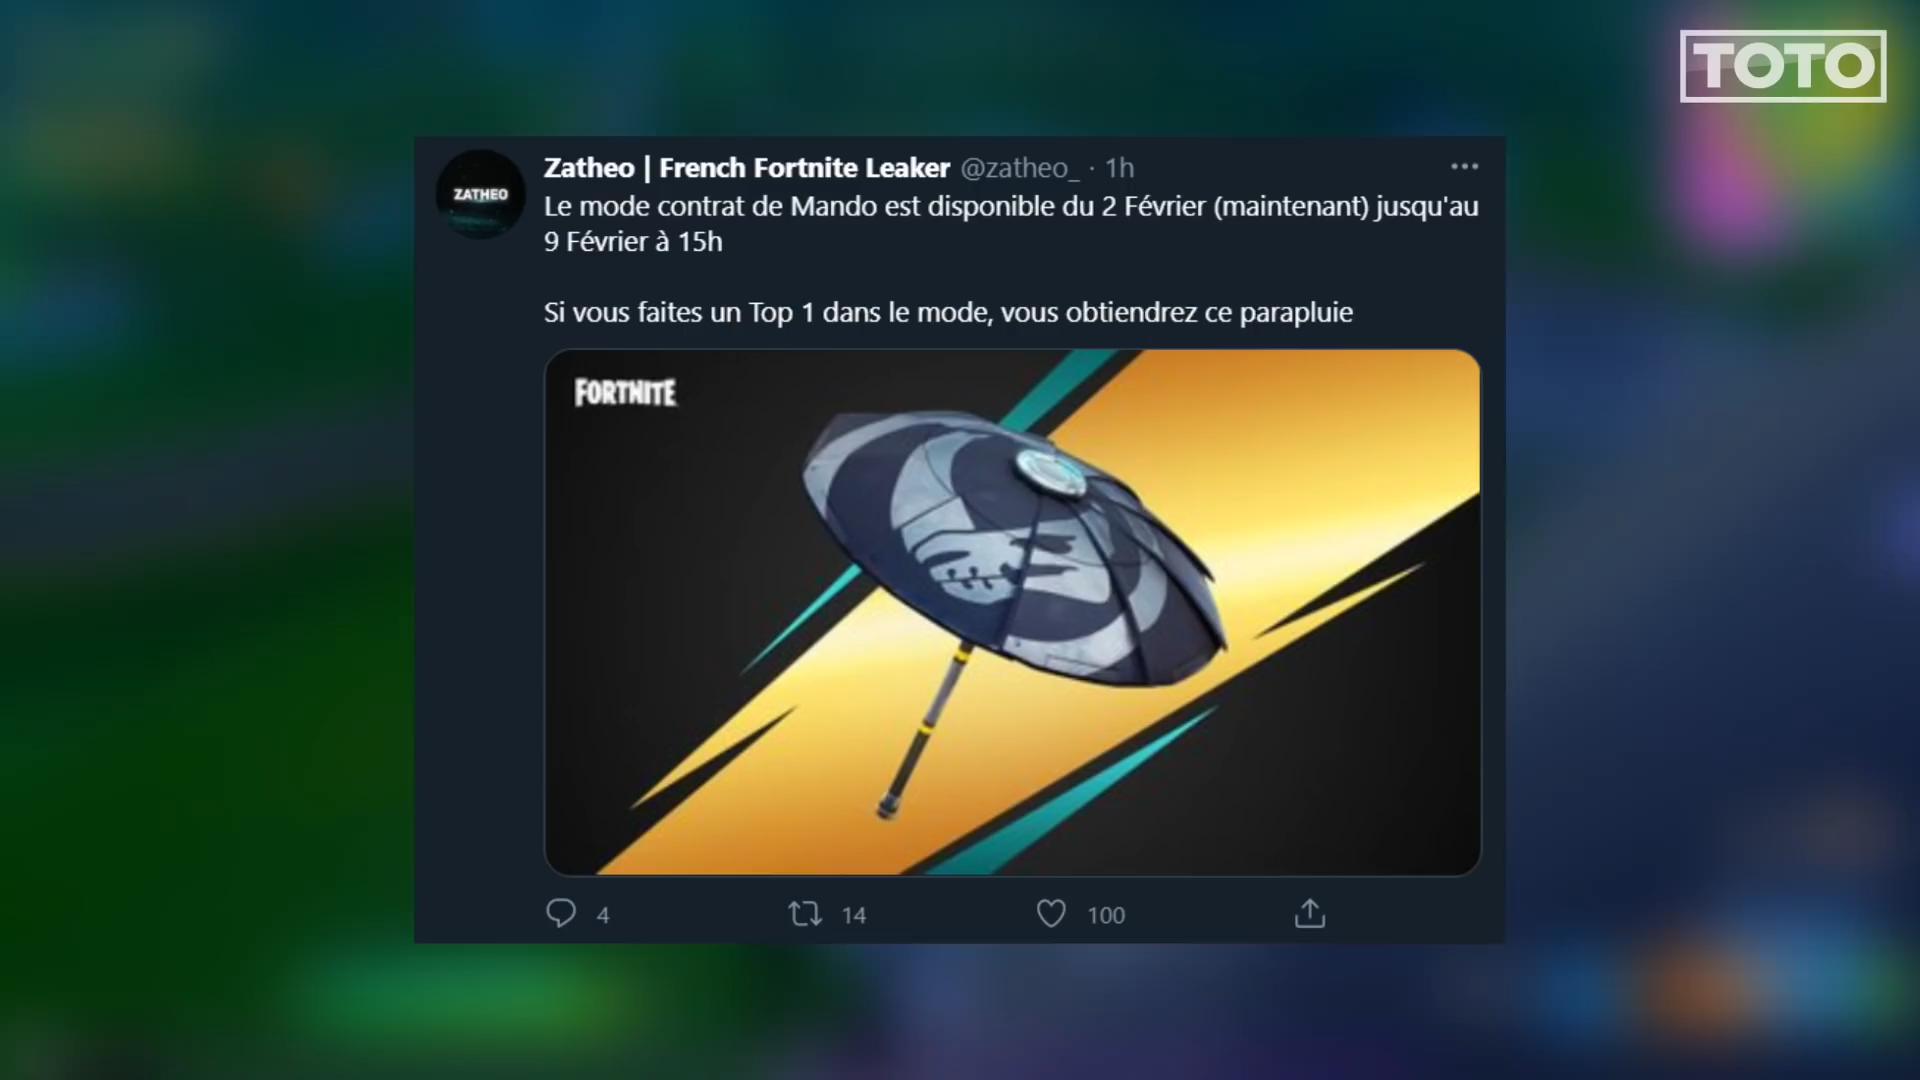 TOTO
ZATHEO
Zatheo | French Fortnite Leaker @zatheo_ · 1h
Le mode contrat de Mando est disponible du 2 Février (maintenant) jusqu'au
9 Février à 15h
Si vous faites un Top 1 dans le mode, vous obtiendrez ce parapluie
FORTNITE
4 14 100